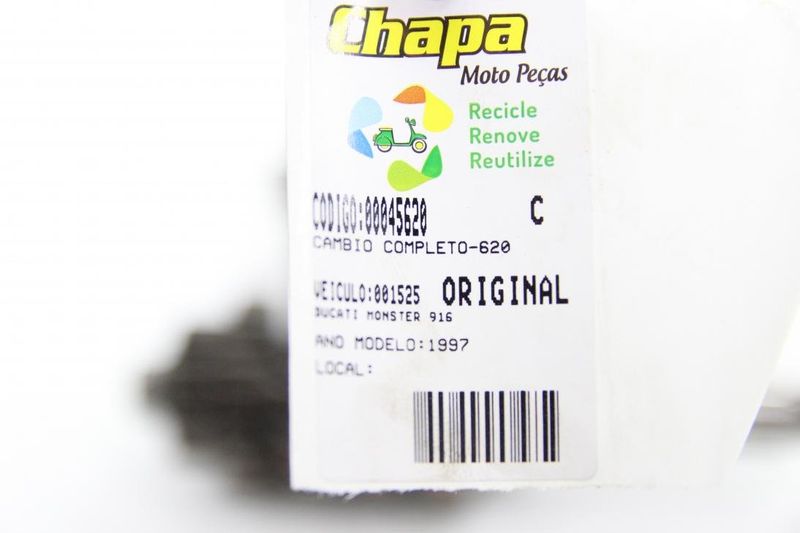 Chapa
Moto Peças
Recicle
Renove
Reutilize
CODIGO:00045620 C
CAMBIO COMPLETO-620
VEICULO:001525 ORIGINAL
DUCATI MONSTER 916
ANO MODELO:1997
LOCAL: